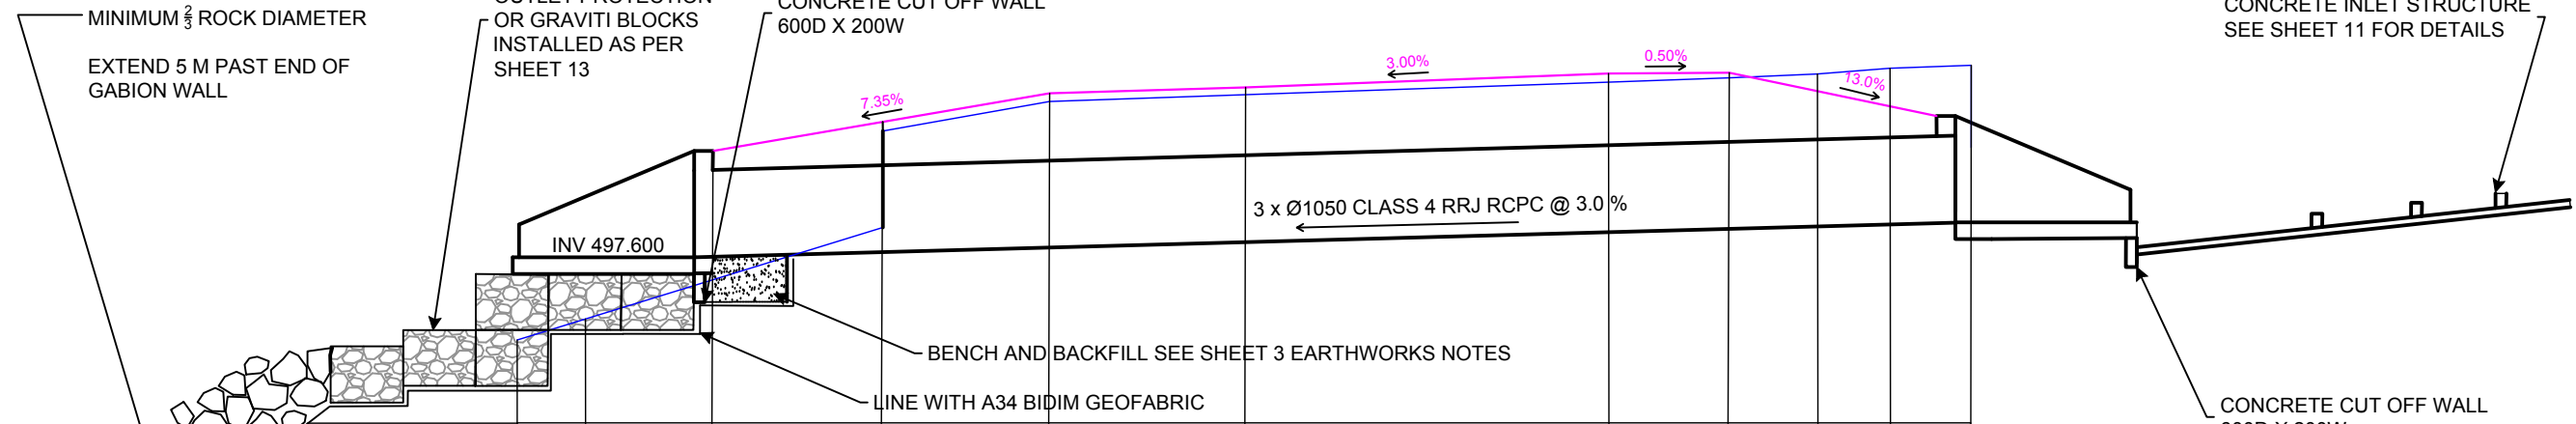 MINIMUM 2/3 ROCK DIAMETER
EXTEND 5 M PAST END OF
GABION WALL
OUTLET PROTECTION
OR GRAVITI BLOCKS
INSTALLED AS PER
SHEET 13
CONCRETE CUT OFF WALL
600D X 200W
CONCRETE INLET STRUCTURE
SEE SHEET 11 FOR DETAILS
7.35%
3.00%
0.50%
13.0%
3 x Ø1050 CLASS 4 RRJ RCPC @ 3.0 %
INV 497.600
BENCH AND BACKFILL SEE SHEET 3 EARTHWORKS NOTES
LINE WITH A34 BIDIM GEOFABRIC
CONCRETE CUT OFF WALL